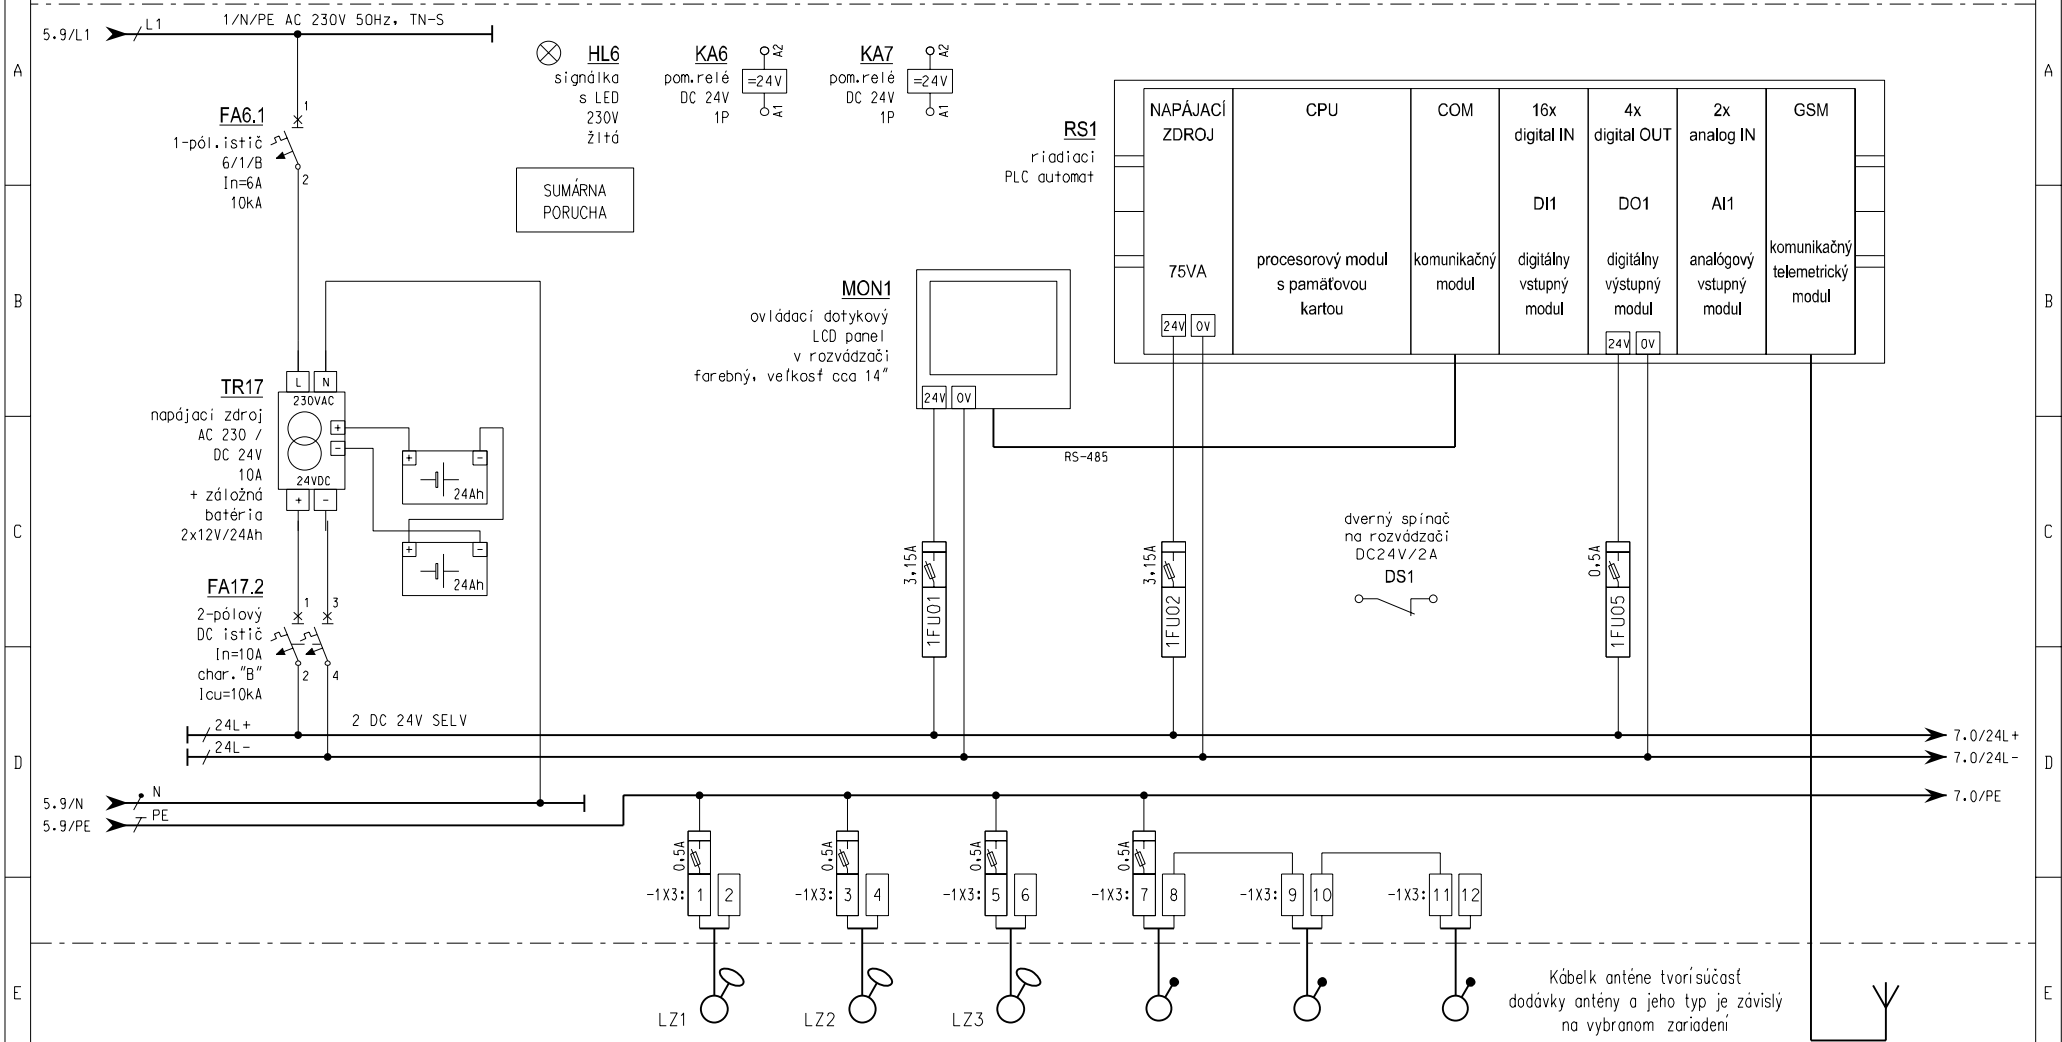 5.9/L1
L1
1/N/PE AC 230V 50Hz, TN-S
A
A
FA6.1
1-pól.istič
6/1/B
In=6A
10kA
1
2
HL6
signálka
s LED
230V
žltá
SUMÁRNA
PORUCHA
KA6
pom.relé
DC 24V
1P
A2
=24V
A1
KA7
pom.relé
DC 24V
1P
A2
=24V
A1
RS1
riadiaci
PLC automat
NAPÁJACÍ
ZDROJ
75VA
24V
0V
CPU
procesorový modul
s pamäťovou
kartou
COM
komunikačný
modul
16x
digital IN
DI1
digitálny
vstupný
modul
4x
digital OUT
DO1
digitálny
výstupný
modul
24V
0V
2x
analog IN
AI1
analógový
vstupný
modul
GSM
komunikačný
telemetrický
modul
B
B
MON1
ovládací dotykový
LCD panel
v rozvádzači
farebný, veľkosť cca 14"
24V
0V
RS-485
TR17
napájací zdroj
AC 230 /
DC 24V
10A
+ záložná
batéria
2x12V/24Ah
L
N
230VAC
+
-
24VDC
+
-
+
-
24Ah
+
-
24Ah
C
C
FA17.2
2-pólový
DC istič
In=10A
char."B"
Icu=10kA
1
3
2
4
3,15A
1FU01
3,15A
1FU02
dverný spínač
na rozvádzači
DC24V/2A
DS1
0,5A
1FU05
24L+
2 DC 24V SELV
24L-
7.0/24L+
7.0/24L-
D
D
5.9/N
N
5.9/PE
PE
7.0/PE
0,5A
0,5A
0,5A
0,5A
-1X3:
1
2
-1X3:
3
4
-1X3:
5
6
-1X3:
7
8
-1X3:
9
10
-1X3:
11
12
E
E
LZ1
LZ2
LZ3
Kábelk anténe tvorí súčasť
dodávky antény a jeho typ je závislý
na vybranom zariadení